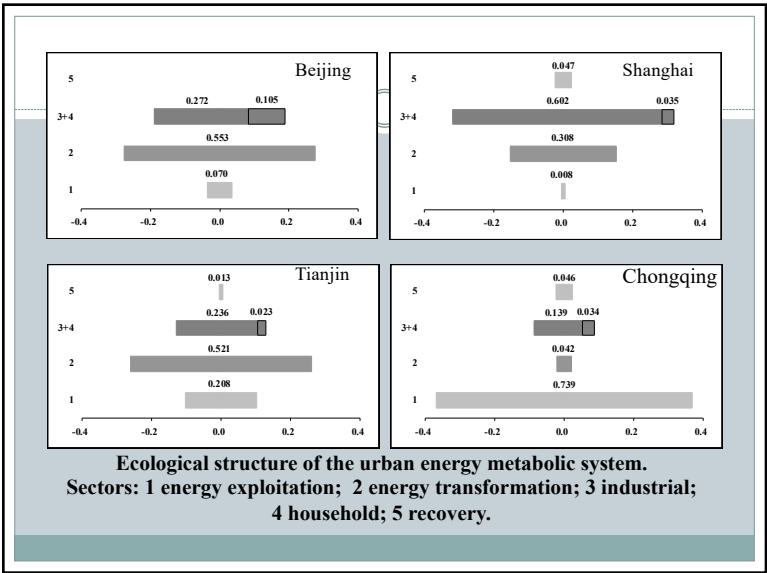 Beijing
5
0.272 0.105
3+4
0.553
2
0.070
1
-0.4 -0.2 0.0 0.2 0.4
Shanghai
0.047
5
0.602 0.035
3+4
0.308
2
0.008
1
-0.4 -0.2 0.0 0.2 0.4
Tianjin
0.013
5
0.236 0.023
3+4
0.521
2
0.208
1
-0.4 -0.2 0.0 0.2 0.4
Chongqing
0.046
5
0.139 0.034
3+4
0.042
2
0.739
1
-0.4 -0.2 0.0 0.2 0.4
Ecological structure of the urban energy metabolic system.
Sectors: 1 energy exploitation; 2 energy transformation; 3 industrial;
4 household; 5 recovery.